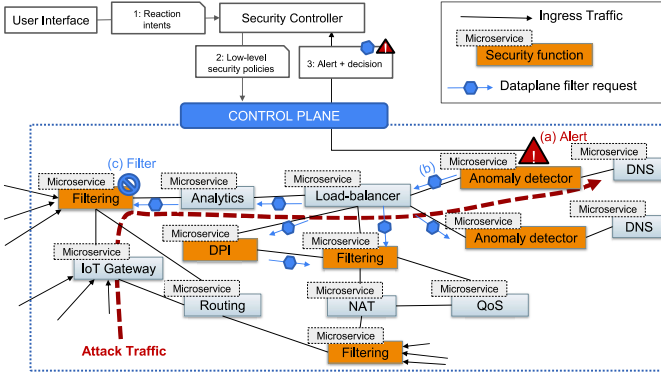 User Interface
1: Reaction
intents
Security Controller
2: Low-level
security policies
3: Alert + decision
Ingress Traffic
Microservice
Security function
Dataplane filter request
CONTROL PLANE
(a) Alert
(c) Filter
(b)
Microservice
Filtering
Microservice
Analytics
Microservice
Load-balancer
Microservice
Anomaly detector
Microservice
DNS
Microservice
DPI
Microservice
Filtering
Microservice
Anomaly detector
Microservice
DNS
Microservice
IoT Gateway
Microservice
Routing
Microservice
NAT
Microservice
QoS
Attack Traffic
Microservice
Filtering